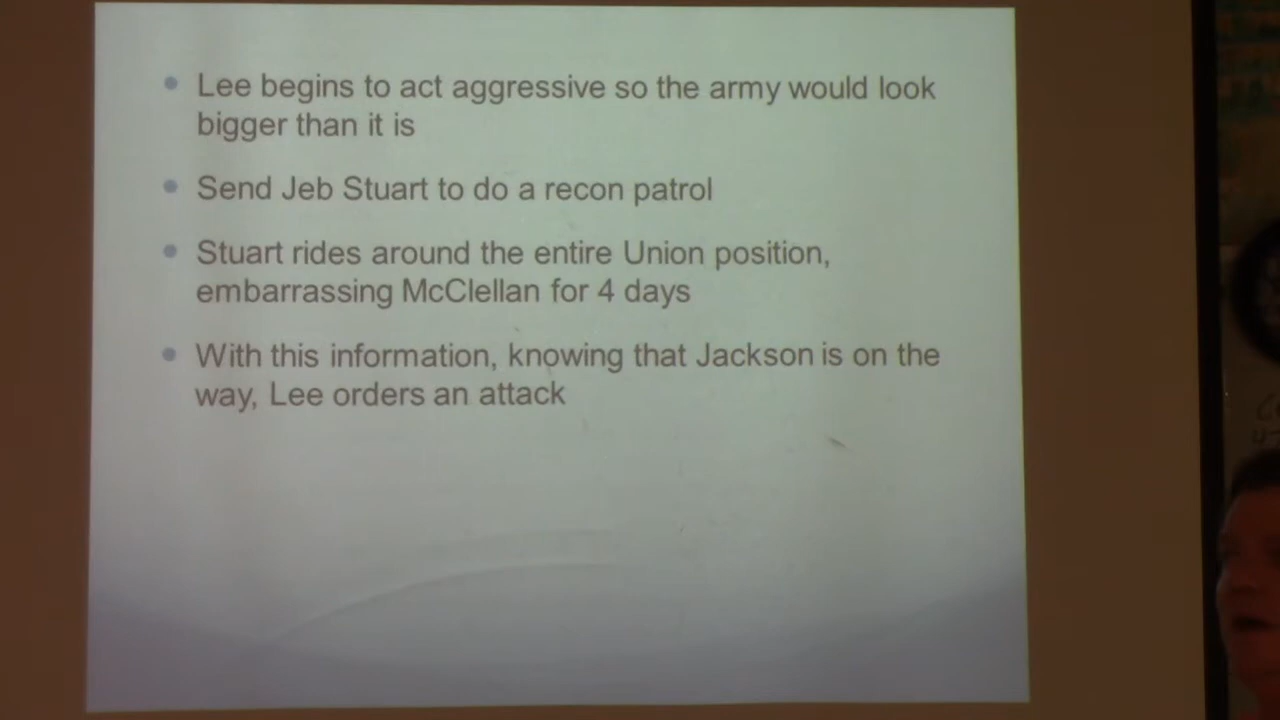 Lee begins to act aggressive so the army would look
bigger than it is
Send Jeb Stuart to do a recon patrol
Stuart rides around the entire Union position,
embarrassing McClellan for 4 days
With this information, knowing that Jackson is on the
way, Lee orders an attack